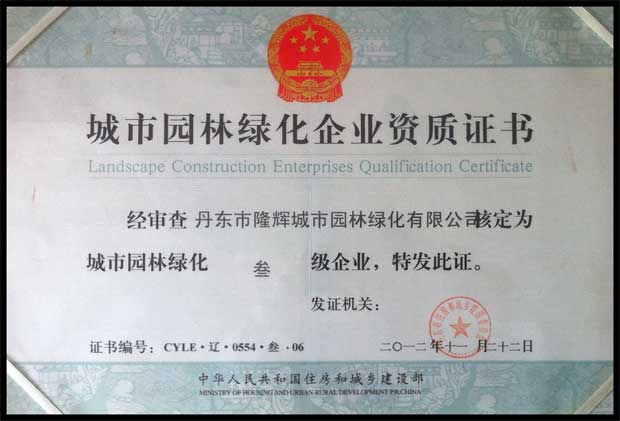 城市园林绿化企业资质证书
Landscape Construction Enterprises Qualification Certificate
经审查 丹东市隆辉城市园林绿化有限公司核定为
城市园林绿化 叁 级企业，特发此证。
发证机关：
证书编号：CYLE·辽·0554·叁·06 二〇一二年十一月二十二日
中华人民共和国住房和城乡建设部
MINISTRY OF HOUSING AND URBAN-RURAL DEVELOPMENT P.R.CHINA